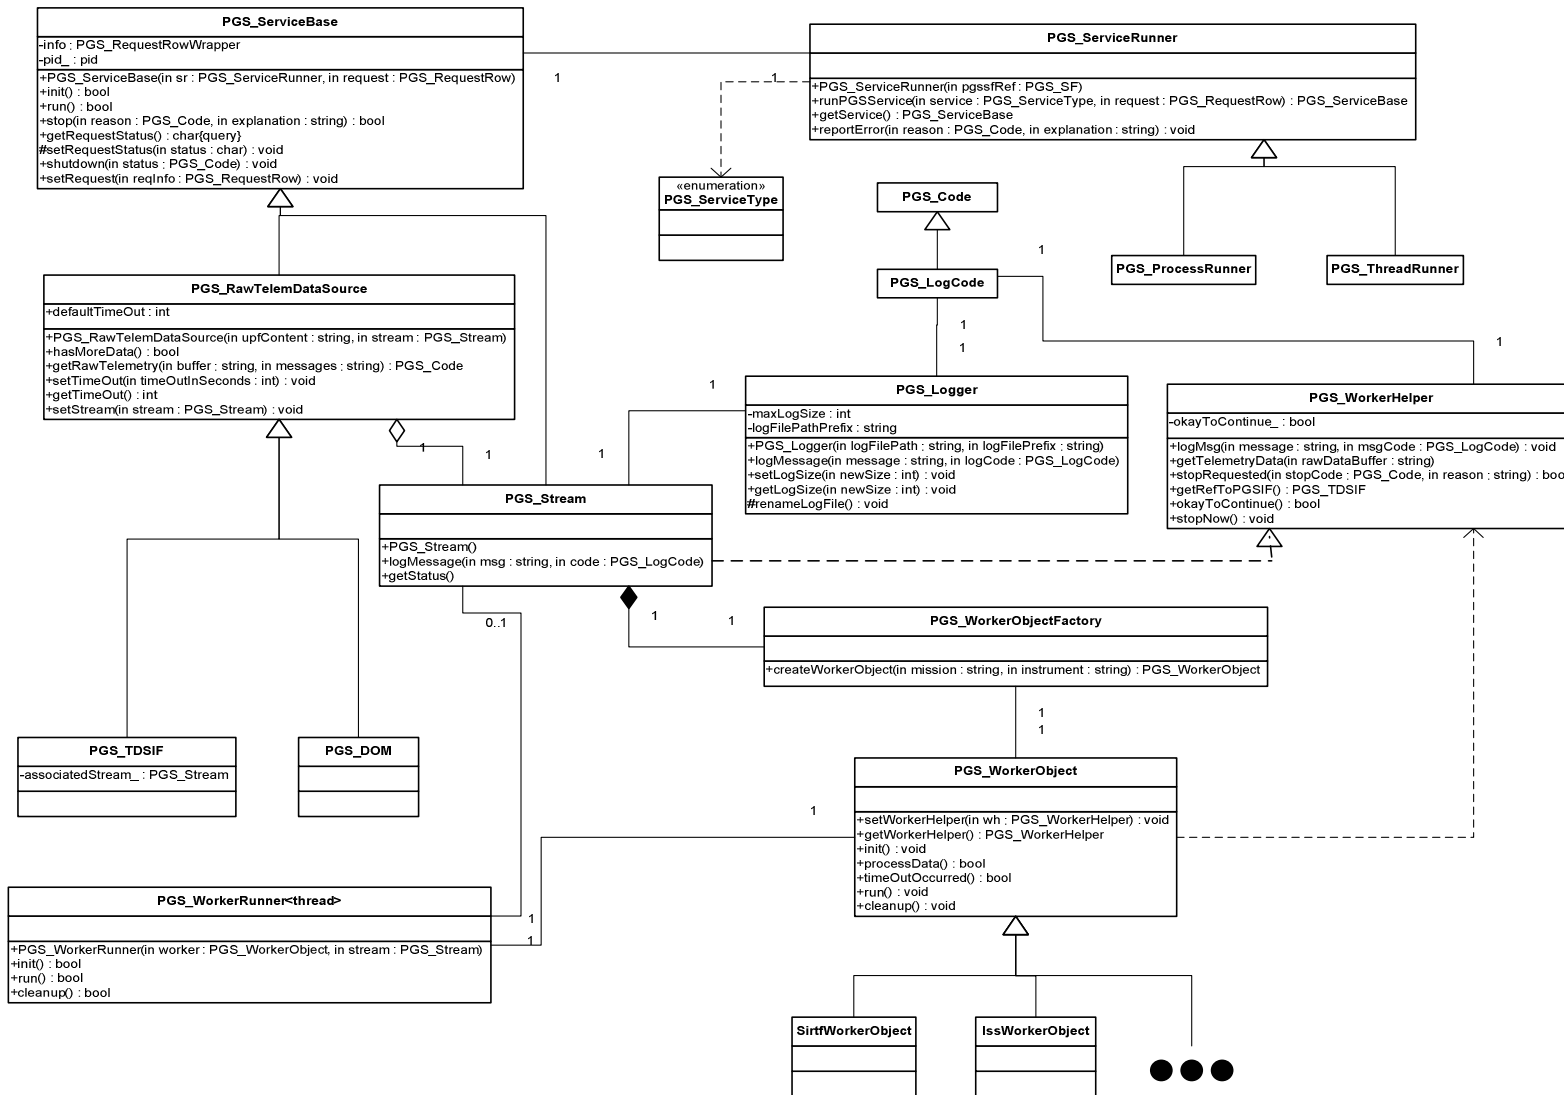 PGS_ServiceBase
-info : PGS_RequestRowWrapper
-pid_ : pid
+PGS_ServiceBase(in sr : PGS_ServiceRunner, in request : PGS_RequestRow)
+init() : bool
+run() : bool
+stop(in reason : PGS_Code, in explanation : string) : bool
+getRequestStatus() : char{query}
#setRequestStatus(in status : char) : void
+shutdown(in status : PGS_Code) : void
+setRequest(in reqInfo : PGS_RequestRow) : void
1
1
PGS_ServiceRunner
+PGS_ServiceRunner(in pgssfRef : PGS_SF)
+runPGSService(in service : PGS_ServiceType, in request : PGS_RequestRow) : PGS_ServiceBase
+getService() : PGS_ServiceBase
+reportError(in reason : PGS_Code, in explanation : string) : void
«enumeration»
PGS_ServiceType
PGS_Code
PGS_LogCode
1
PGS_ProcessRunner
PGS_ThreadRunner
PGS_RawTelemDataSource
+defaultTimeOut : int
+PGS_RawTelemDataSource(in upfContent : string, in stream : PGS_Stream)
+hasMoreData() : bool
+getRawTelemetry(in buffer : string, in messages : string) : PGS_Code
+setTimeOut(in timeOutInSeconds : int) : void
+getTimeOut() : int
+setStream(in stream : PGS_Stream) : void
1
1
1
1
1
1
1
PGS_Logger
-maxLogSize : int
-logFilePathPrefix : string
+PGS_Logger(in logFilePath : string, in logFilePrefix : string)
+logMessage(in message : string, in logCode : PGS_LogCode)
+setLogSize(in newSize : int) : void
+getLogSize(in newSize : int) : void
#renameLogFile() : void
PGS_WorkerHelper
-okayToContinue_ : bool
+logMsg(in message : string, in msgCode : PGS_LogCode) : void
+getTelemetryData(in rawDataBuffer : string)
+stopRequested(in stopCode : PGS_Code, in reason : string) : boo
+getRefToPGSIF() : PGS_TDSIF
+okayToContinue() : bool
+stopNow() : void
PGS_Stream
+PGS_Stream()
+logMessage(in msg : string, in code : PGS_LogCode)
+getStatus()
0..1
1
1
PGS_WorkerObjectFactory
+createWorkerObject(in mission : string, in instrument : string) : PGS_WorkerObject
1
1
PGS_TDSIF
-associatedStream_ : PGS_Stream
PGS_DOM
PGS_WorkerObject
+setWorkerHelper(in wh : PGS_WorkerHelper) : void
+getWorkerHelper() : PGS_WorkerHelper
+init() : void
+processData() : bool
+timeOutOccurred() : bool
+run() : void
+cleanup() : void
1
1
1
PGS_WorkerRunner<thread>
+PGS_WorkerRunner(in worker : PGS_WorkerObject, in stream : PGS_Stream)
+init() : bool
+run() : bool
+cleanup() : bool
SirtfWorkerObject
IssWorkerObject